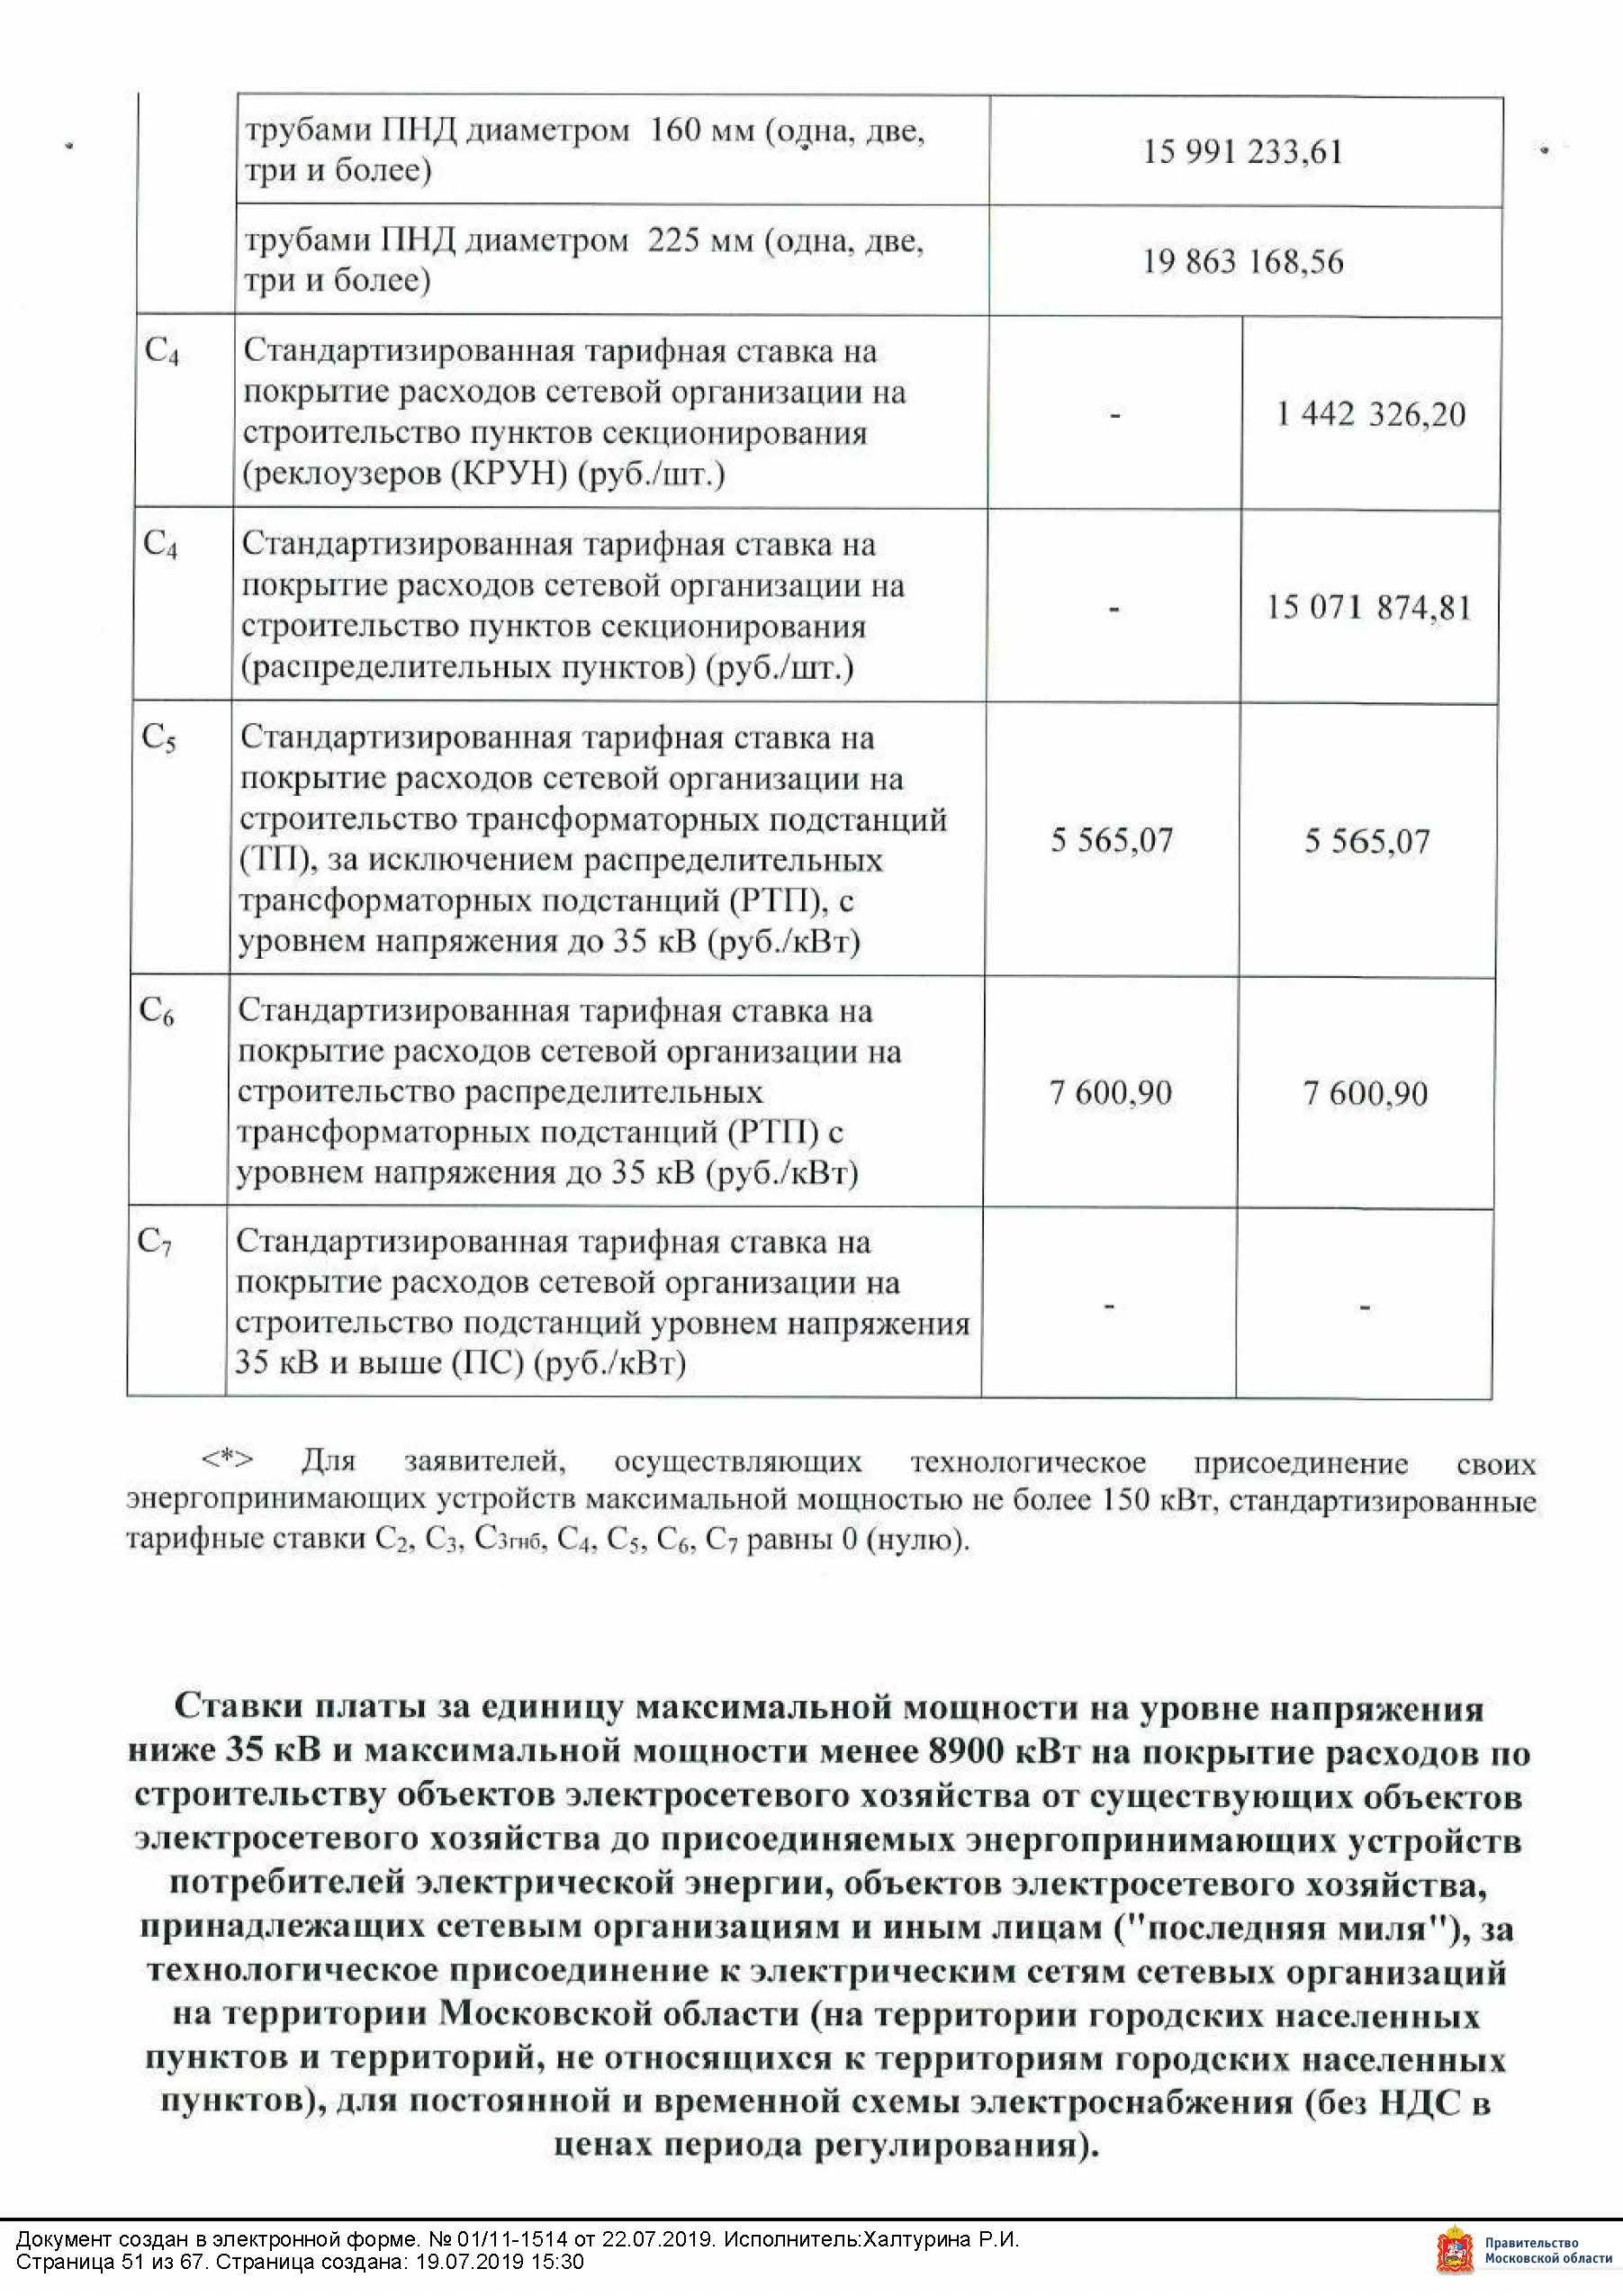 трубами ПНД диаметром 160 мм (одна, две,
три и более)
15 991 233,61
трубами ПНД диаметром 225 мм (одна, две,
три и более)
19 863 168,56
С4
Стандартизированная тарифная ставка на
покрытие расходов сетевой организации на
строительство пунктов секционирования
(реклоузеров (КРУН) (руб./шт.)
-
1 442 326,20
С4
Стандартизированная тарифная ставка на
покрытие расходов сетевой организации на
строительство пунктов секционирования
(распределительных пунктов) (руб./шт.)
-
15 071 874,81
С5
Стандартизированная тарифная ставка на
покрытие расходов сетевой организации на
строительство трансформаторных подстанций
(ТП), за исключением распределительных
трансформаторных подстанций (РТП), с
уровнем напряжения до 35 кВ (руб./кВт)
5 565,07
5 565,07
С6
Стандартизированная тарифная ставка на
покрытие расходов сетевой организации на
строительство распределительных
трансформаторных подстанций (РТП) с
уровнем напряжения до 35 кВ (руб./кВт)
7 600,90
7 600,90
С7
Стандартизированная тарифная ставка на
покрытие расходов сетевой организации на
строительство подстанций уровнем напряжения
35 кВ и выше (ПС) (руб./кВт)
-
-
<*> Для заявителей, осуществляющих технологическое присоединение своих
энергопринимающих устройств максимальной мощностью не более 150 кВт, стандартизированные
тарифные ставки С2, С3, С3гнб, С4, С5, С6, С7 равны 0 (нулю).
Ставки платы за единицу максимальной мощности на уровне напряжения
ниже 35 кВ и максимальной мощности менее 8900 кВт на покрытие расходов по
строительству объектов электросетевого хозяйства от существующих объектов
электросетевого хозяйства до присоединяемых энергопринимающих устройств
потребителей электрической энергии, объектов электросетевого хозяйства,
принадлежащих сетевым организациям и иным лицам ("последняя миля"), за
технологическое присоединение к электрическим сетям сетевых организаций
на территории Московской области (на территории городских населенных
пунктов и территорий, не относящихся к территориям городских населенных
пунктов), для постоянной и временной схемы электроснабжения (без НДС в
ценах периода регулирования).
Документ создан в электронной форме. № 01/11-1514 от 22.07.2019. Исполнитель:Халтурина Р.И.
Страница 51 из 67. Страница создана: 19.07.2019 15:30
Правительство
Московской области